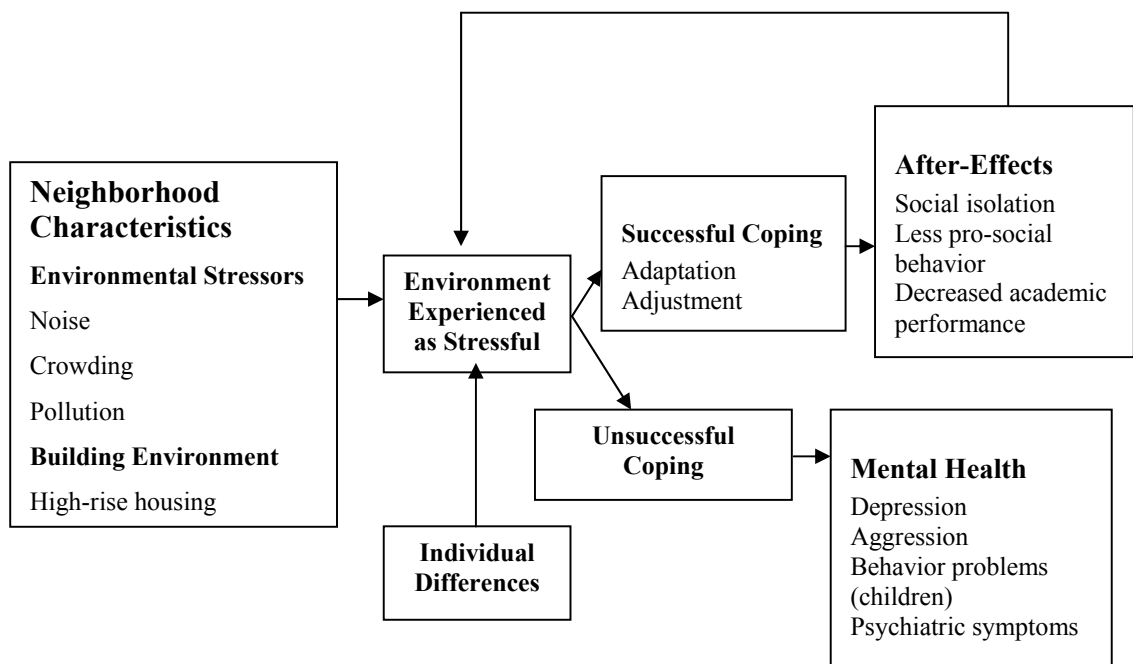 Neighborhood
Characteristics
Environmental Stressors
Noise
Crowding
Pollution
Building Environment
High-rise housing
Environment
Experienced
as Stressful
Individual
Differences
Successful Coping
Adaptation
Adjustment
Unsuccessful
Coping
After-Effects
Social isolation
Less pro-social
behavior
Decreased academic
performance
Mental Health
Depression
Aggression
Behavior problems
(children)
Psychiatric symptoms